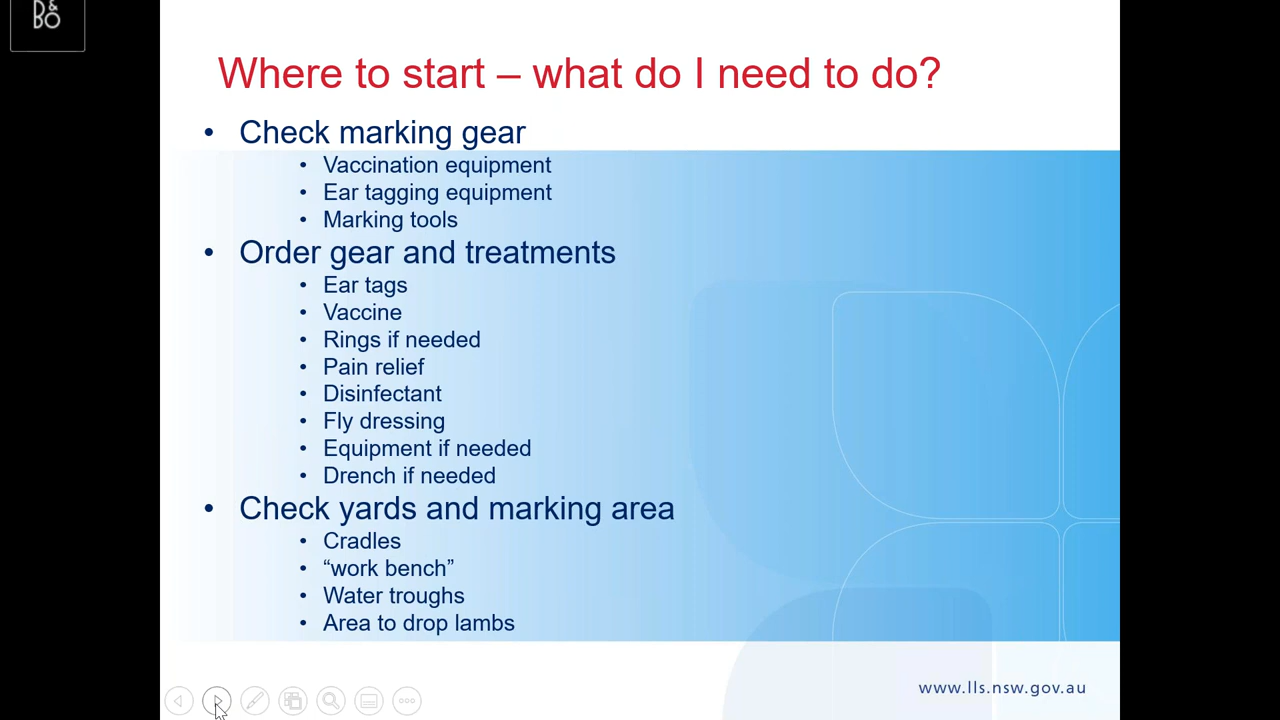 D&
BO
Where to start – what do I need to do?
• Check marking gear
• Vaccination equipment
• Ear tagging equipment
• Marking tools
• Order gear and treatments
• Ear tags
• Vaccine
• Rings if needed
• Pain relief
• Disinfectant
• Fly dressing
• Equipment if needed
• Drench if needed
• Check yards and marking area
• Cradles
• “work bench”
• Water troughs
• Area to drop lambs
www.lls.nsw.gov.au